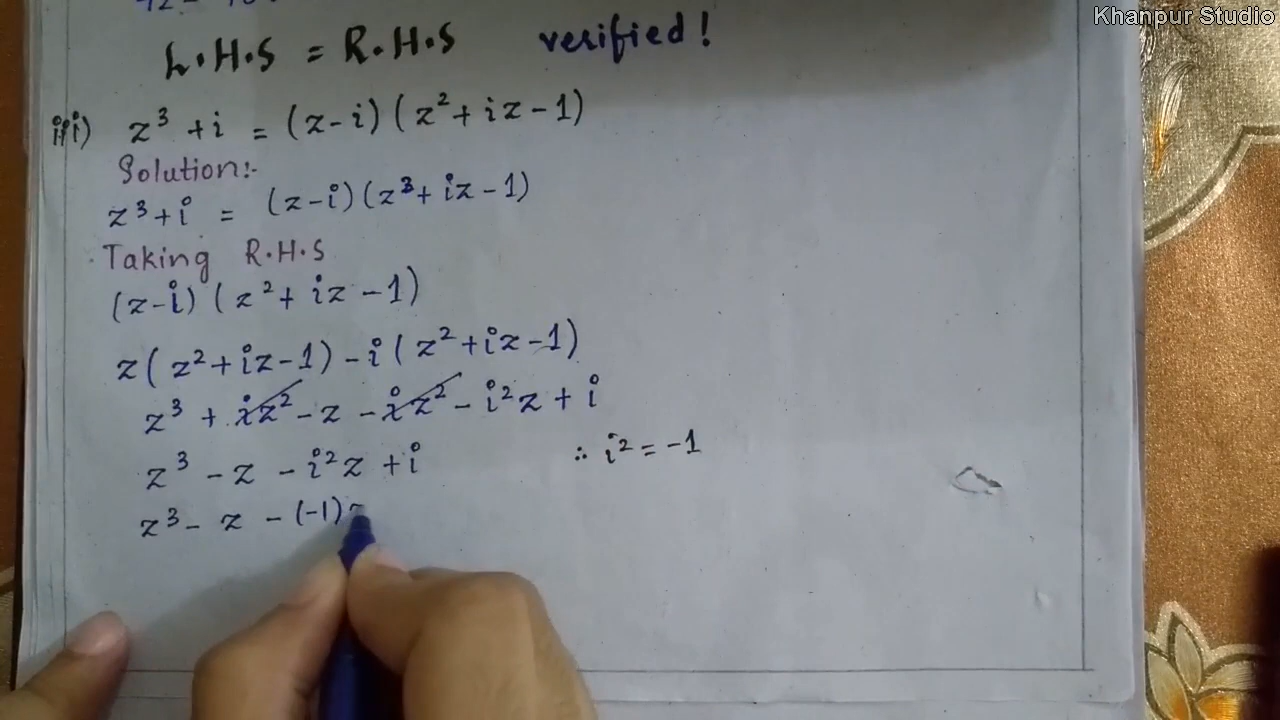 Khanpur Studio
L.H.S = R.H.S verified!
iii) z³ + i = (z-i)(z² + iz - 1)
Solution:-
z³ + i = (z-i)(z³ + iz - 1)
Taking R.H.S
(z-i)(z² + iz - 1)
z(z² + iz - 1) - i(z² + iz - 1)
z³ + iz² - z - iz² - i²z + i
z³ - z - i²z + i ∴ i² = -1
z³ - z - (-1)